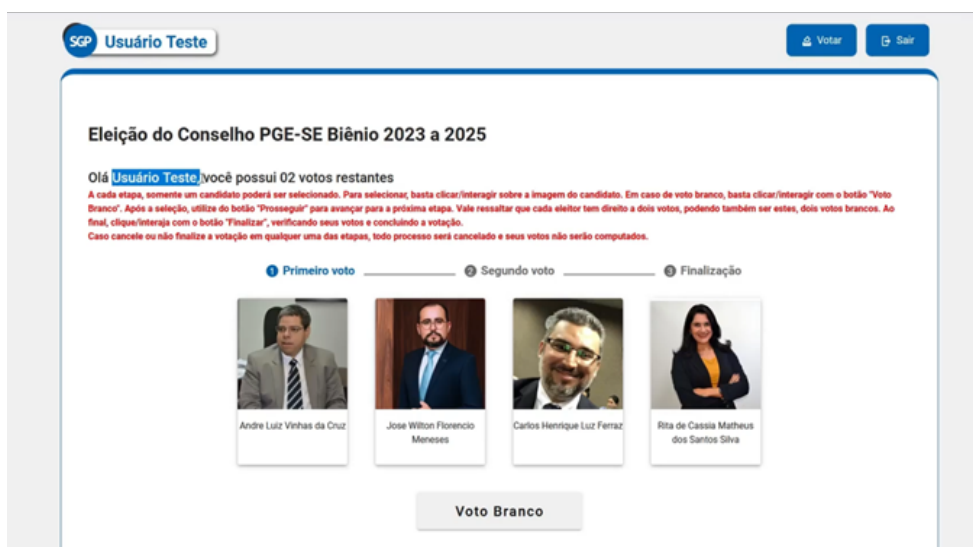 SGP Usuário Teste
Votar
Sair
Eleição do Conselho PGE-SE Biênio 2023 a 2025
Olá Usuário Teste, você possui 02 votos restantes
A cada etapa, somente um candidato poderá ser selecionado. Para selecionar, basta clicar/interagir sobre a imagem do candidato. Em caso de voto branco, basta clicar/interagir com o botão "Voto
Branco". Após a seleção, utilize do botão "Prosseguir" para avançar para a próxima etapa. Vale ressaltar que cada eleitor tem direito a dois votos, podendo também ser estes, dois votos brancos. Ao
final, clique/interaja com o botão "Finalizar", verificando seus votos e concluindo a votação.
Caso cancele ou não finalize a votação em qualquer uma das etapas, todo processo será cancelado e seus votos não serão computados.
1 Primeiro voto
2 Segundo voto
3 Finalização
Andre Luiz Vinhas da Cruz
Jose Wilton Florencio
Meneses
Carlos Henrique Luz Ferraz
Rita de Cassia Matheus
dos Santos Silva
Voto Branco